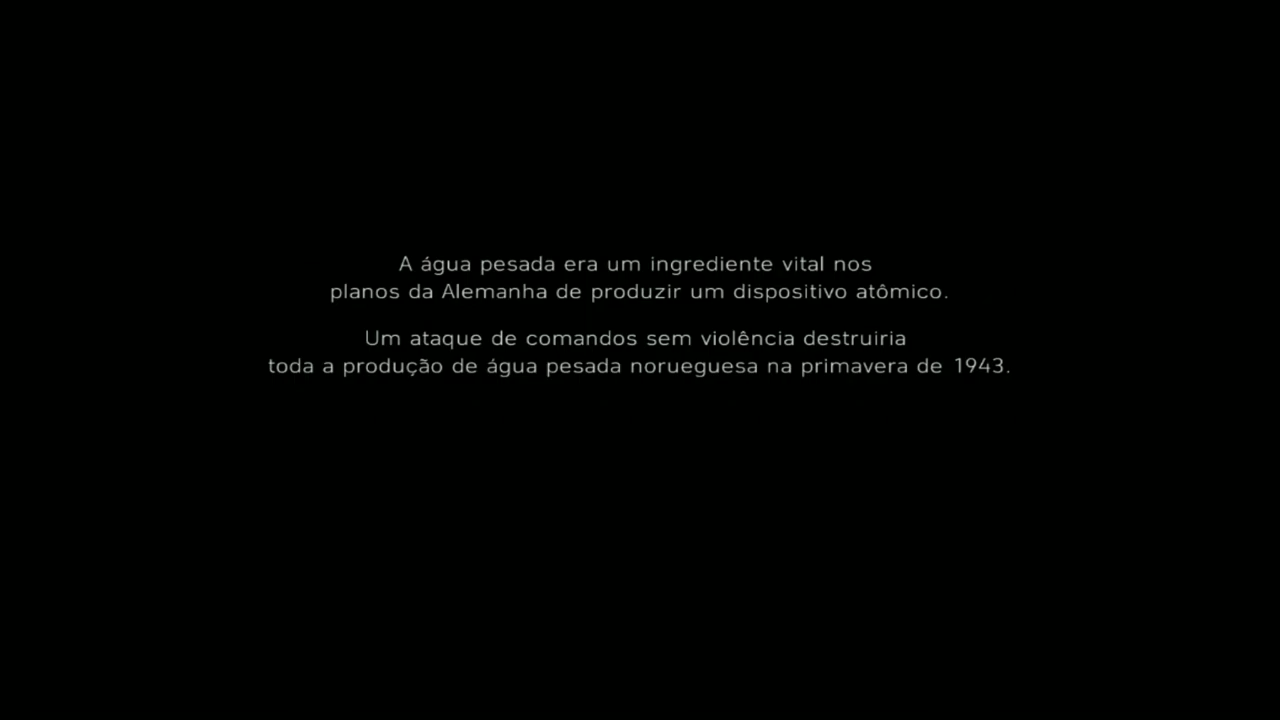 A água pesada era um ingrediente vital nos
planos da Alemanha de produzir um dispositivo atômico.
Um ataque de comandos sem violência destruiria
toda a produção de água pesada norueguesa na primavera de 1943.